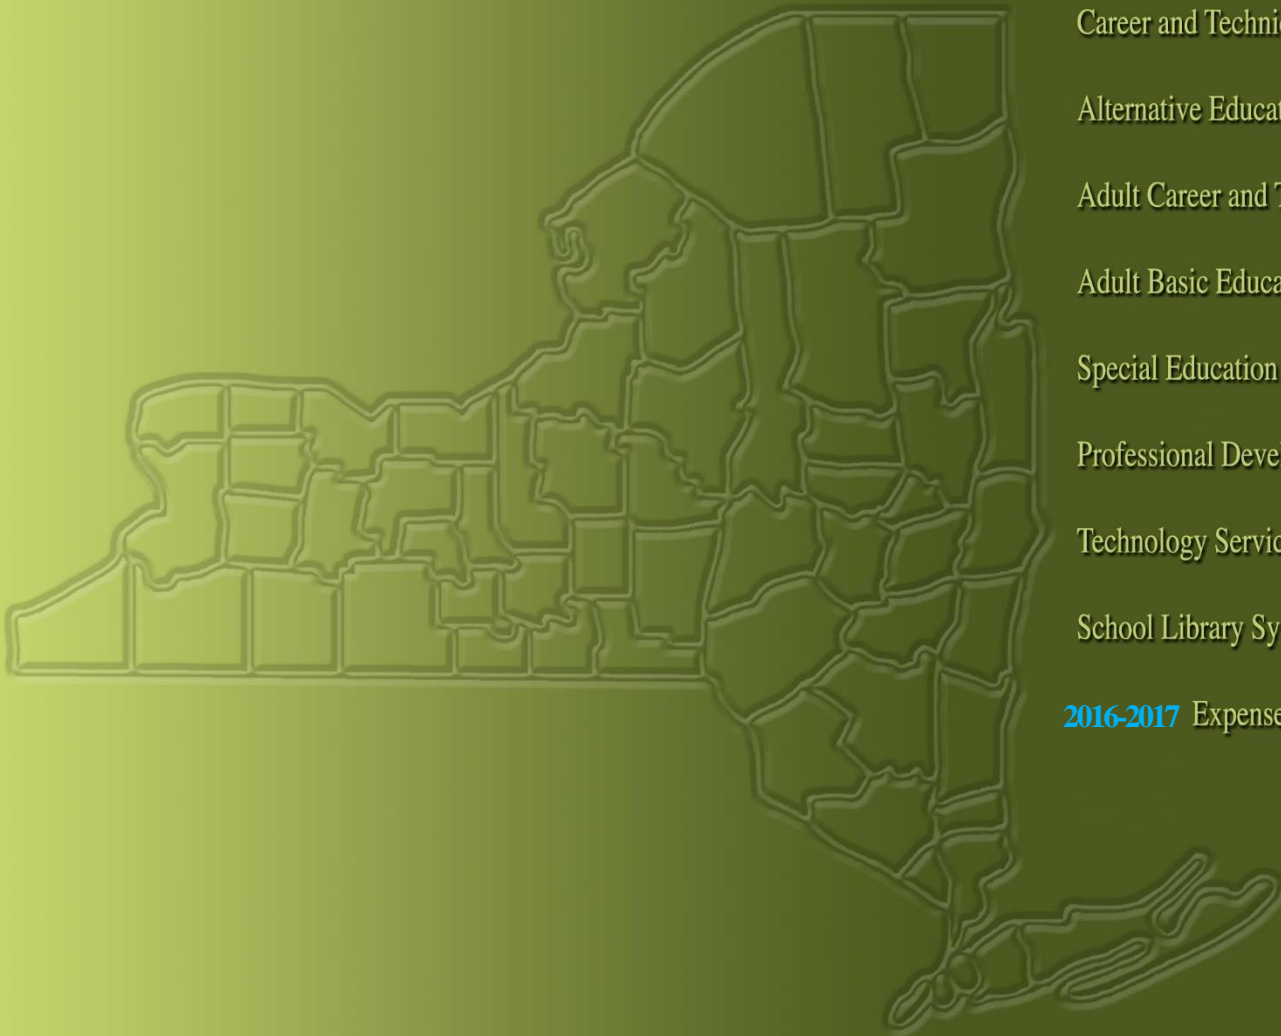 Career and Techni
Alternative Educat
Adult Career and T
Adult Basic Educa
Special Education
Professional Deve
Technology Servic
School Library Sy
2016-2017 Expense